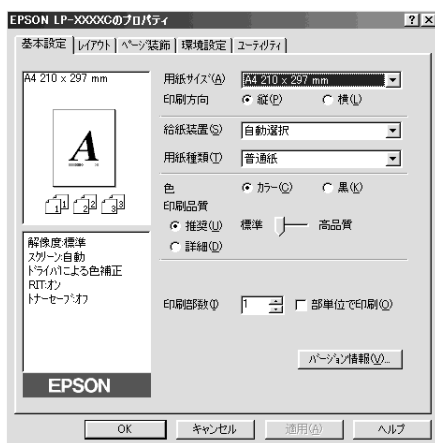 EPSON LP-XXXXCのプロパティ
基本設定 レイアウト ページ装飾 環境設定 ユーティリティ
A4 210 x 297 mm
A
1 1 2 2 3 3
解像度:標準
スクリーン:自動
ドライバによる色補正
RIT:オン
トナーセーブ:オフ
EPSON
用紙サイズ(A) A4 210 x 297 mm
印刷方向 縦(P) 横(L)
給紙装置(S) 自動選択
用紙種類(T) 普通紙
色 カラー(C) 黒(K)
印刷品質
推奨(U) 標準 高品質
詳細(D)
印刷部数(I) 1 部単位で印刷(O)
バージョン情報(V)...
OK キャンセル 適用(A) ヘルプ